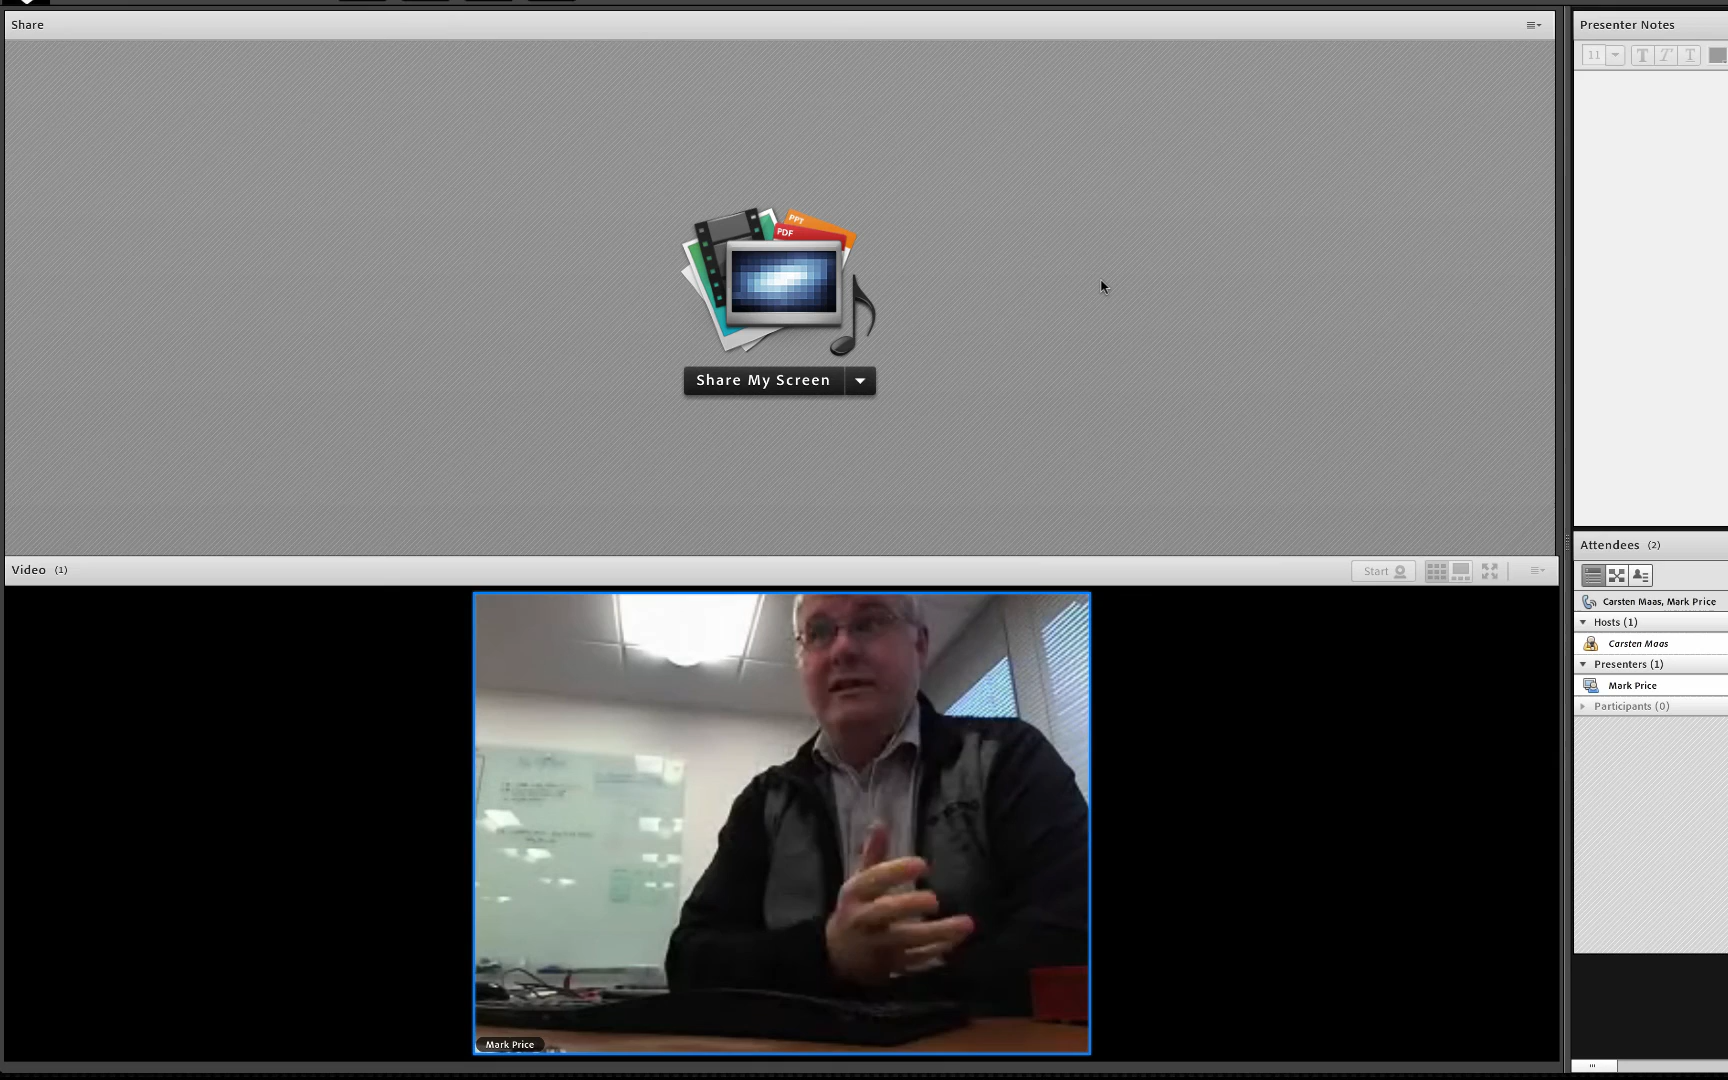 Share
PPT
PDF
Share My Screen
Video (1)
Start
Mark Price
Presenter Notes
11
T T T
Attendees (2)
Carsten Maas, Mark Price
Hosts (1)
Carsten Maas
Presenters (1)
Mark Price
Participants (0)